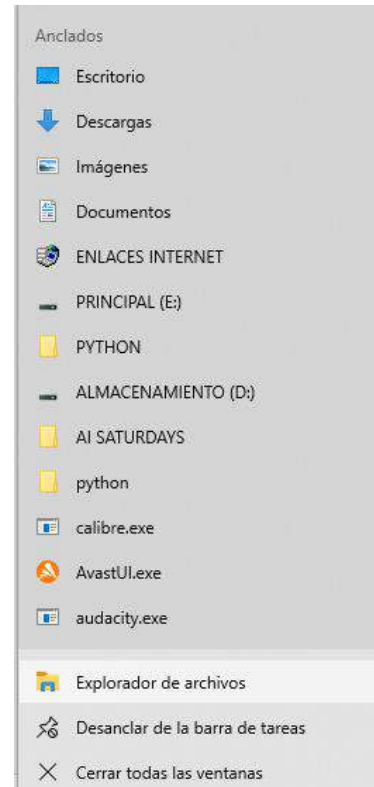 Anclados
Escritorio
Descargas
Imágenes
Documentos
ENLACES INTERNET
PRINCIPAL (E:)
PYTHON
ALMACENAMIENTO (D:)
AI SATURDAYS
python
calibre.exe
AvastUI.exe
audacity.exe
Explorador de archivos
Desanclar de la barra de tareas
Cerrar todas las ventanas